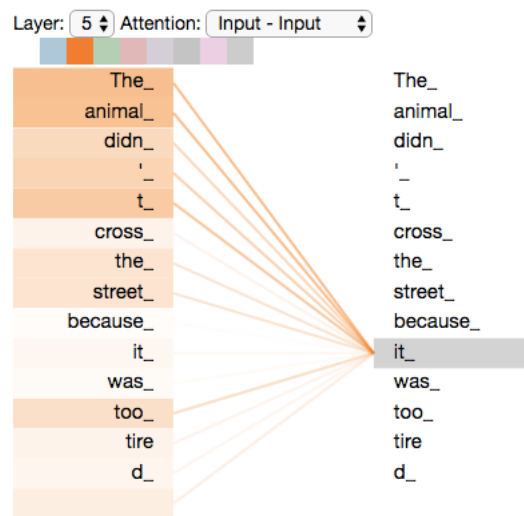 Layer: 5 Attention: Input - Input
The_ The_
animal_ animal_
didn_ didn_
'_ '_
t_ t_
cross_ cross_
the_ the_
street_ street_
because_ because_
it_ it_
was_ was_
too_ too_
tire tire
d_ d_